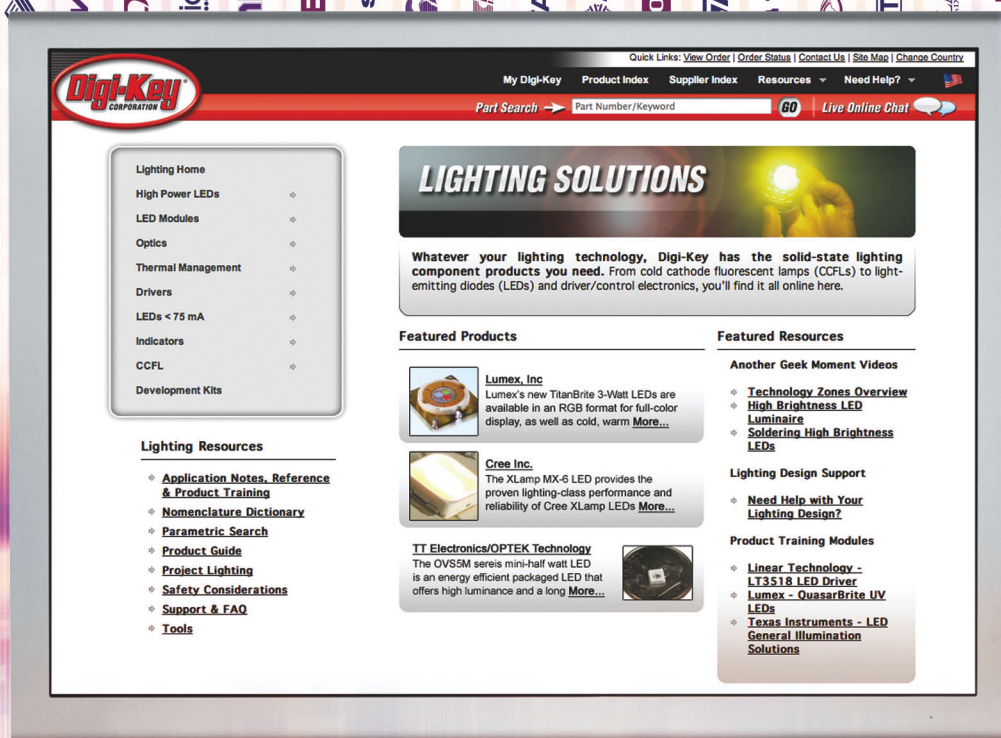 Quick Links: View Order | Order Status | Contact Us | Site Map | Change Country
Digi-Key
CORPORATION
My Digi-Key Product Index Supplier Index Resources Need Help?
Part Search Part Number/Keyword GO Live Online Chat
Lighting Home
High Power LEDs
LED Modules
Optics
Thermal Management
Drivers
LEDs < 75 mA
Indicators
CCFL
Development Kits
Lighting Resources
Application Notes, Reference
& Product Training
Nomenclature Dictionary
Parametric Search
Product Guide
Project Lighting
Safety Considerations
Support & FAQ
Tools
LIGHTING SOLUTIONS
Whatever your lighting technology, Digi-Key has the solid-state lighting
component products you need. From cold cathode fluorescent lamps (CCFLs) to light-
emitting diodes (LEDs) and driver/control electronics, you'll find it all online here.
Featured Products
Lumex, Inc
Lumex's new TitanBrite 3-Watt LEDs are
available in an RGB format for full-color
display, as well as cold, warm More...
Cree Inc.
The XLamp MX-6 LED provides the
proven lighting-class performance and
reliability of Cree XLamp LEDs More...
TT Electronics/OPTEK Technology
The OVS5M sereis mini-half watt LED
is an energy efficient packaged LED that
offers high luminance and a long More...
Featured Resources
Another Geek Moment Videos
Technology Zones Overview
High Brightness LED
Luminaire
Soldering High Brightness
LEDs
Lighting Design Support
Need Help with Your
Lighting Design?
Product Training Modules
Linear Technology -
LT3518 LED Driver
Lumex - QuasarBrite UV
LEDs
Texas Instruments - LED
General Illumination
Solutions